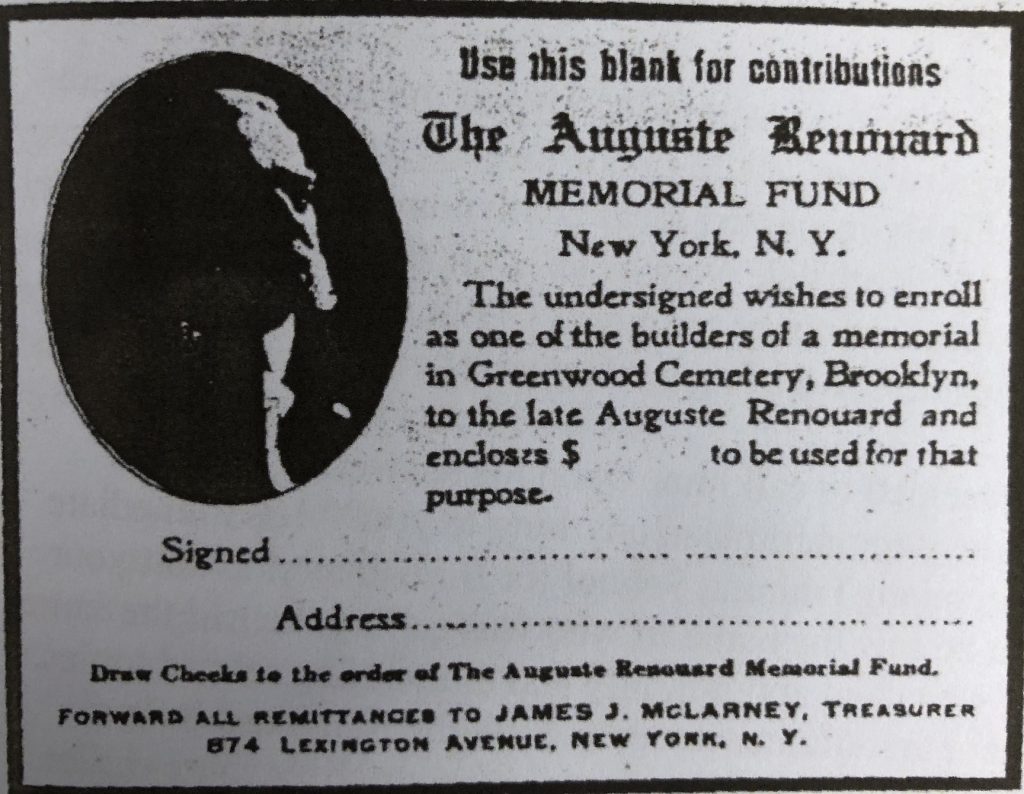 Use this blank for contributions
The Auguste Renouard
MEMORIAL FUND
New York, N. Y.
The undersigned wishes to enroll
as one of the builders of a memorial
in Greenwood Cemetery, Brooklyn,
to the late Auguste Renouard and
encloses $ to be used for that
purpose.
Signed
Address
Draw Checks to the order of The Auguste Renouard Memorial Fund.
FORWARD ALL REMITTANCES TO JAMES J. MCLARNEY, TREASURER
874 LEXINGTON AVENUE, NEW YORK, N. Y.